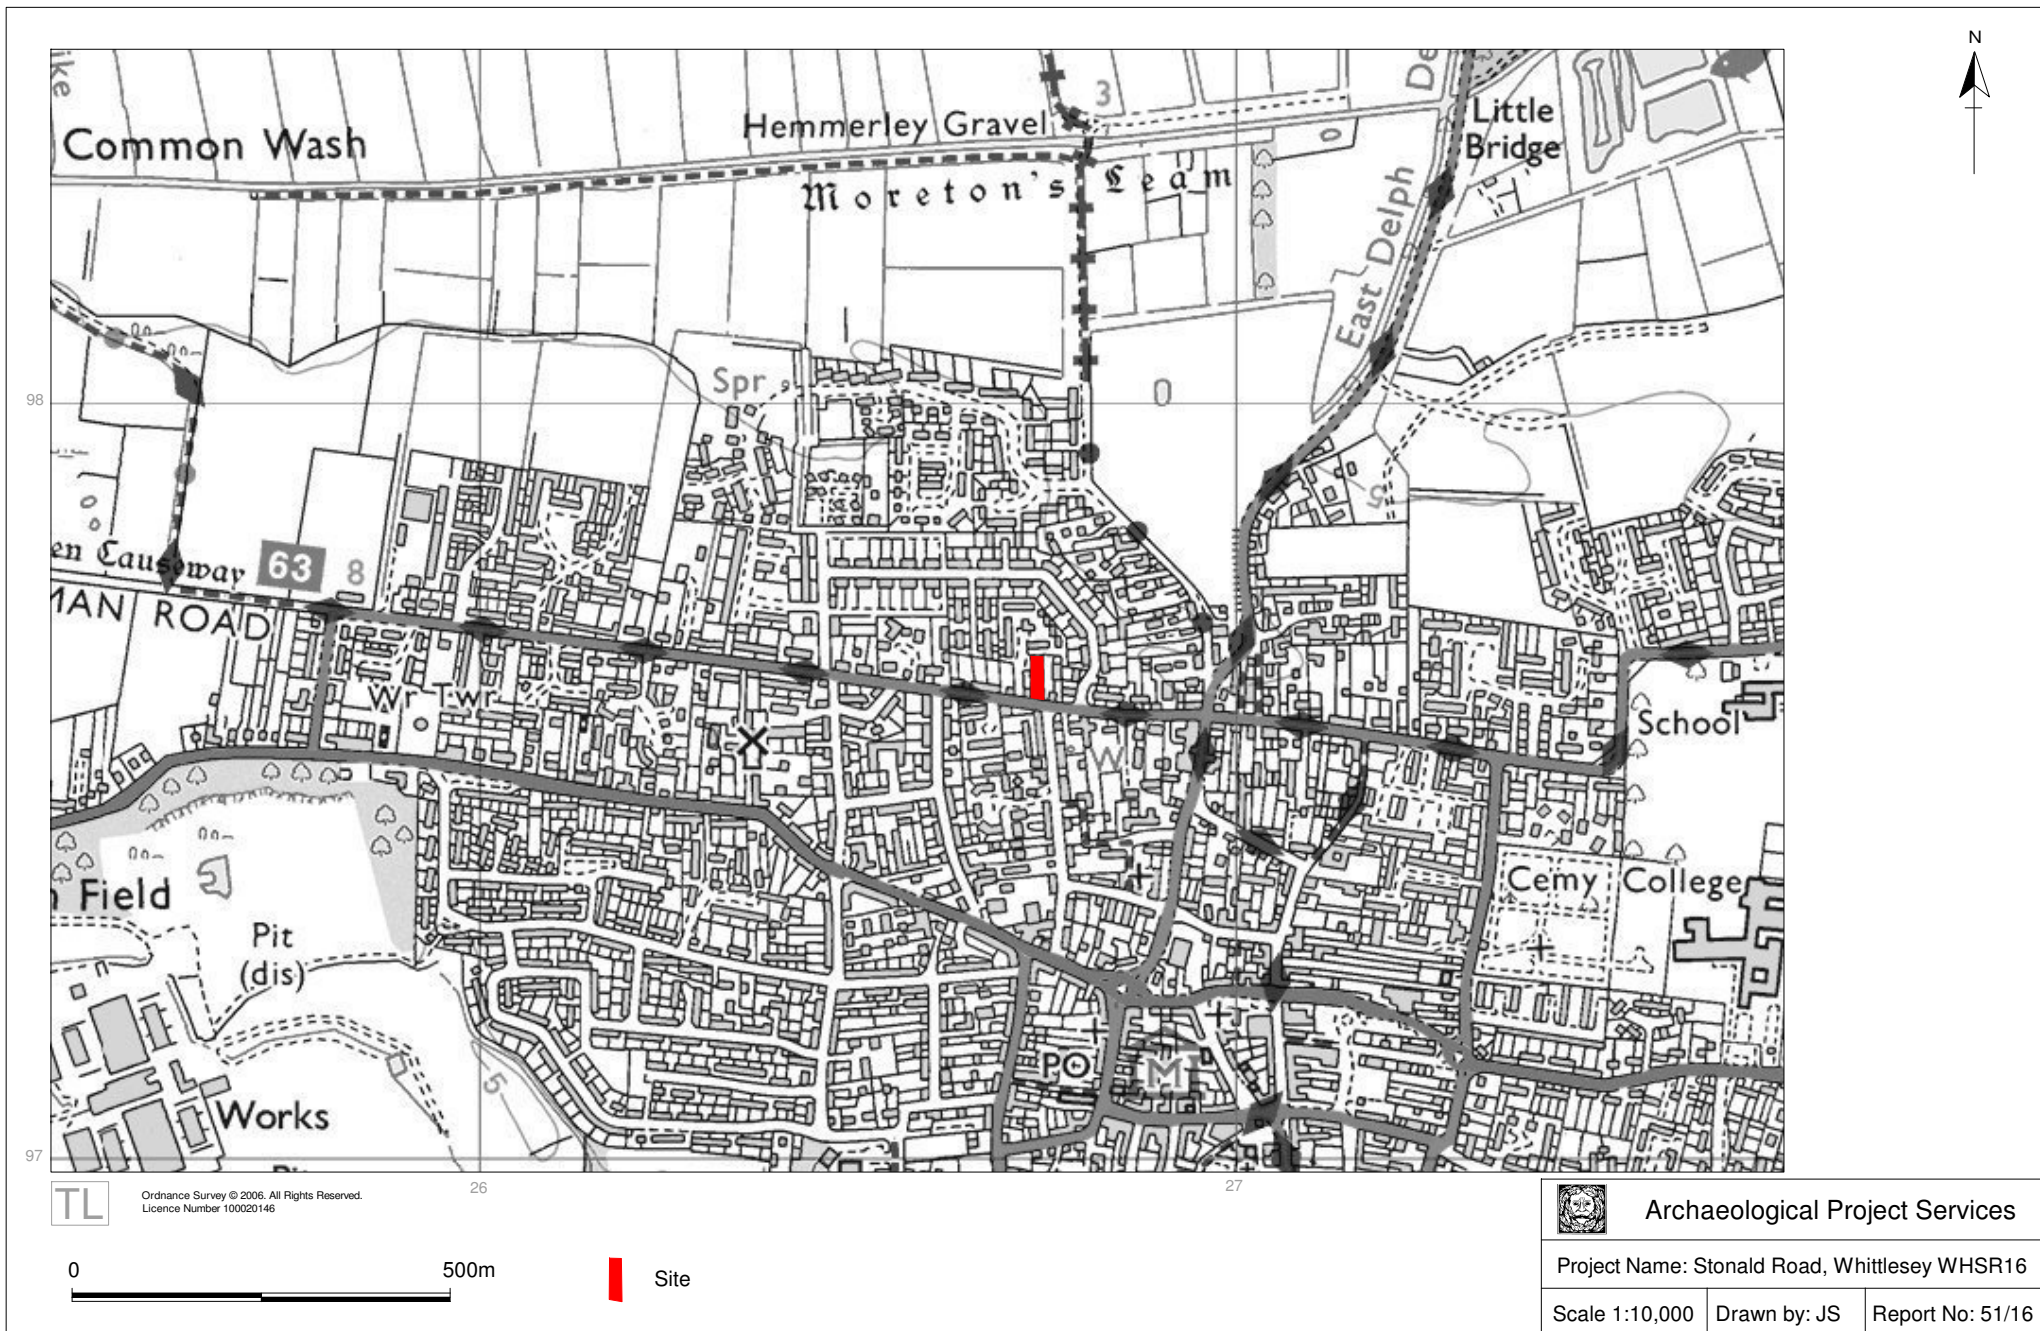 N
ike
De
3
Little
Bridge
Common Wash
Hemmerley Gravel
Moreton's Leam
East Delph
Spr
98
0
5
en Causeway
63
8
MAN ROAD
Wr Twr
W
School
Cemy
College
n Field
Pit
(dis)
PO
M
5
Works
97
26
27
TL
Ordnance Survey © 2006. All Rights Reserved.
Licence Number 100020146
0
500m
Site
Archaeological Project Services
Project Name: Stonald Road, Whittlesey WHSR16
Scale 1:10,000
Drawn by: JS
Report No: 51/16